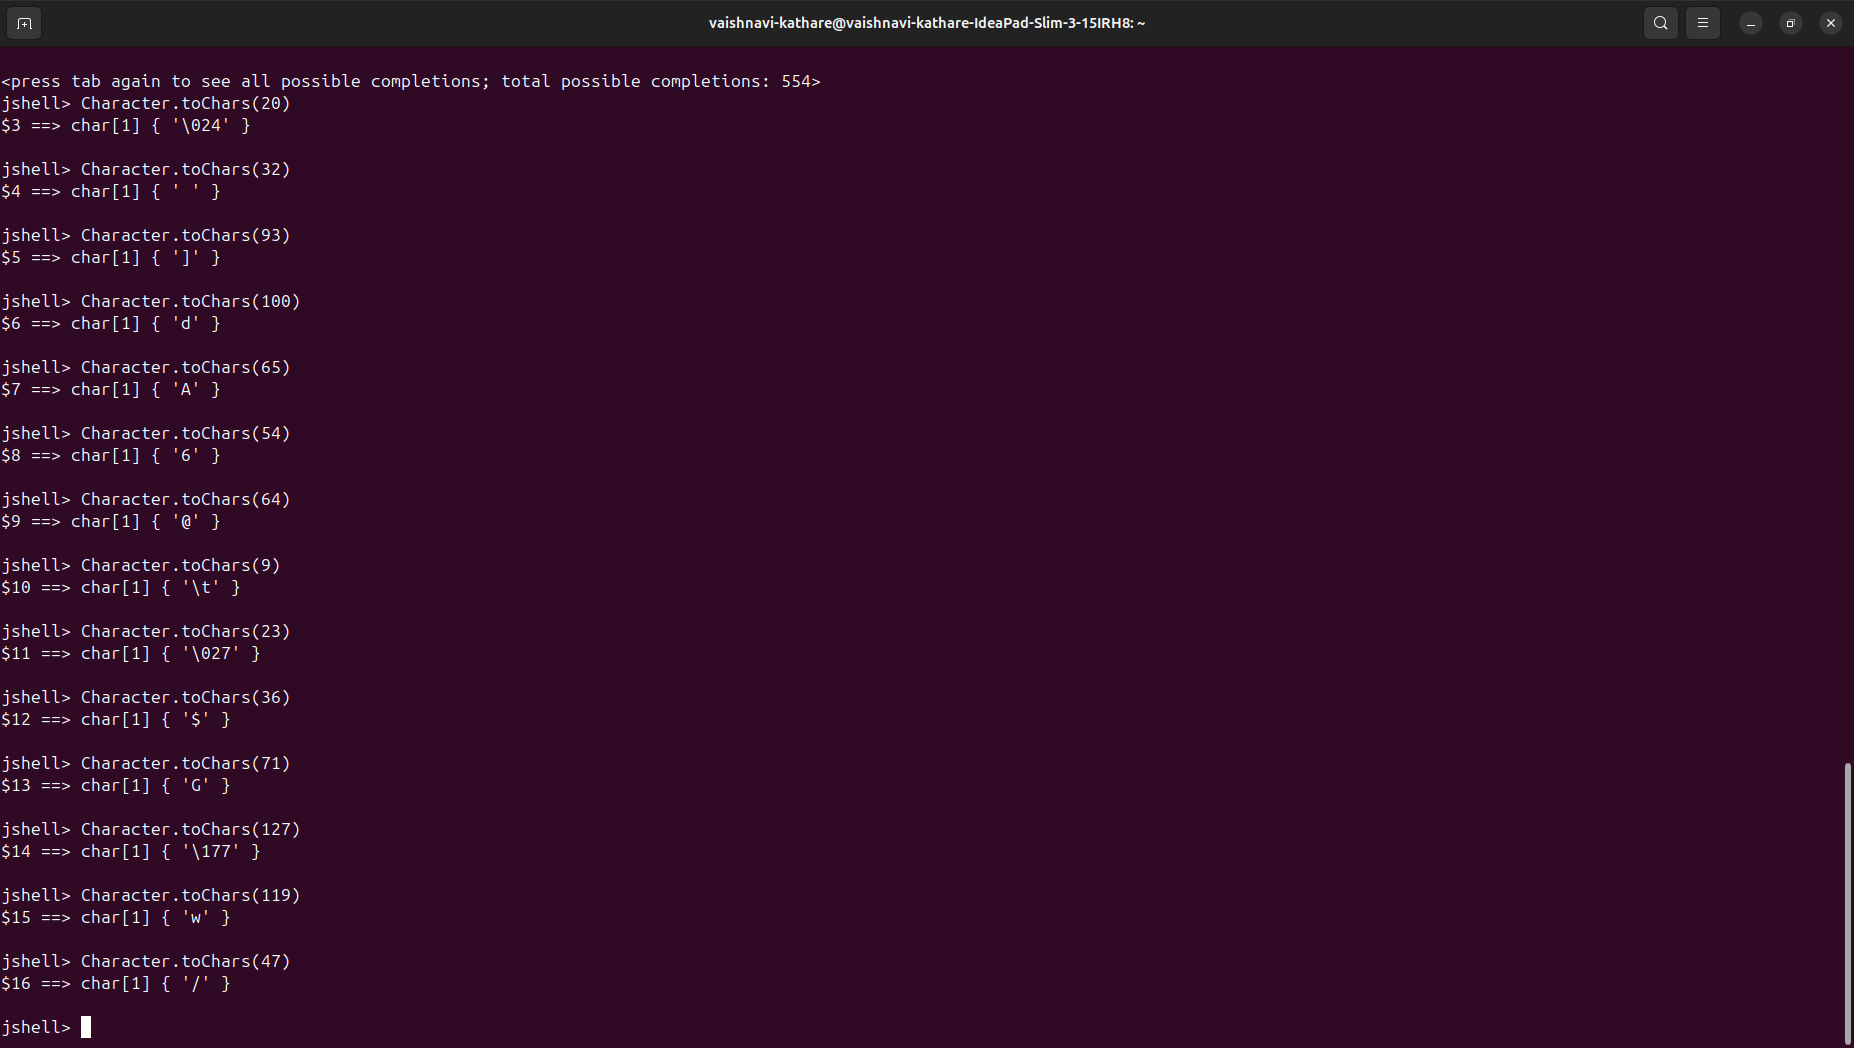 vaishnavi-kathare@vaishnavi-kathare-IdeaPad-Slim-3-15IRH8: ~
<press tab again to see all possible completions; total possible completions: 554>
jshell> Character.toChars(20)
$3 ==> char[1] { '\024' }
jshell> Character.toChars(32)
$4 ==> char[1] { ' ' }
jshell> Character.toChars(93)
$5 ==> char[1] { ']' }
jshell> Character.toChars(100)
$6 ==> char[1] { 'd' }
jshell> Character.toChars(65)
$7 ==> char[1] { 'A' }
jshell> Character.toChars(54)
$8 ==> char[1] { '6' }
jshell> Character.toChars(64)
$9 ==> char[1] { '@' }
jshell> Character.toChars(9)
$10 ==> char[1] { '\t' }
jshell> Character.toChars(23)
$11 ==> char[1] { '\027' }
jshell> Character.toChars(36)
$12 ==> char[1] { '$' }
jshell> Character.toChars(71)
$13 ==> char[1] { 'G' }
jshell> Character.toChars(127)
$14 ==> char[1] { '\177' }
jshell> Character.toChars(119)
$15 ==> char[1] { 'w' }
jshell> Character.toChars(47)
$16 ==> char[1] { '/' }
jshell>